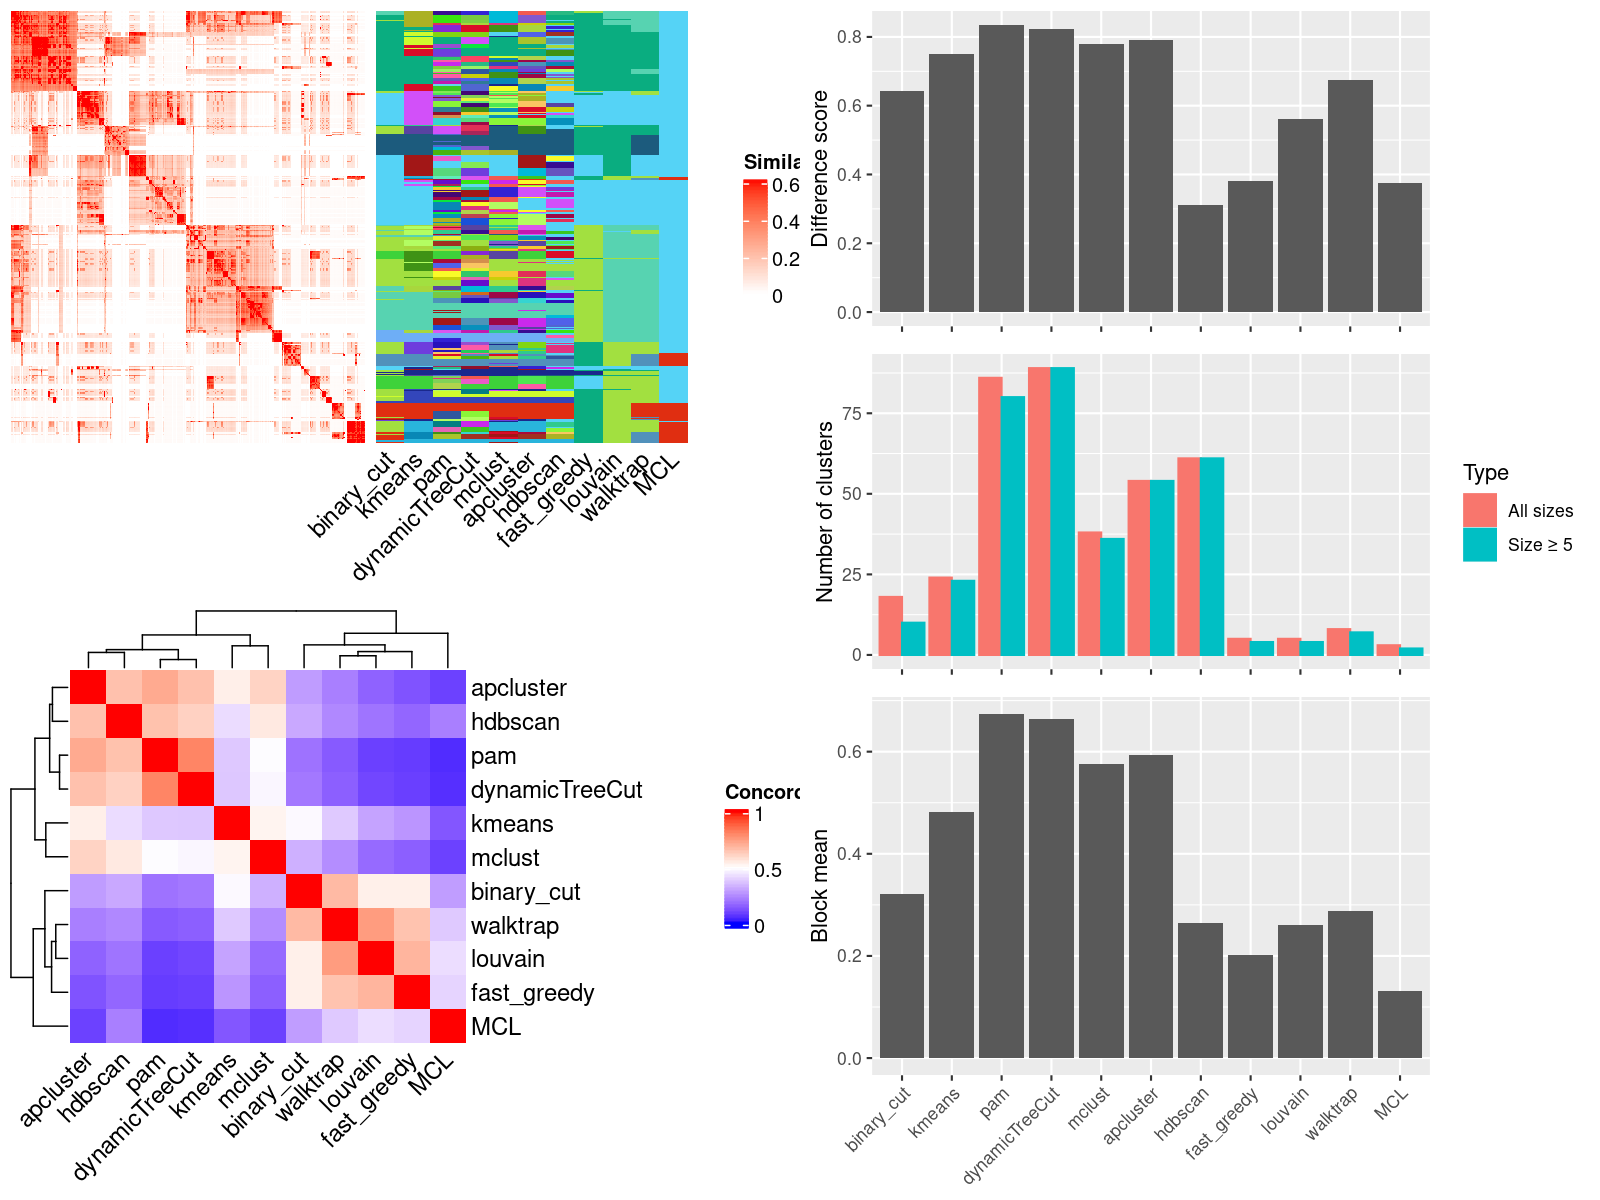 Simila
0.6
0.4
0.2
0
binary_cut
kmeans
pam
dynamicTreeCut
mclust
apcluster
hdbscan
fast_greedy
louvain
walktrap
MCL
apcluster
hdbscan
pam
dynamicTreeCut
kmeans
mclust
binary_cut
walktrap
louvain
fast_greedy
MCL
Concord
1
0.5
0
apcluster
hdbscan
pam
dynamicTreeCut
kmeans
mclust
binary_cut
walktrap
louvain
fast_greedy
MCL
Difference score
0.8
0.6
0.4
0.2
0.0
Number of clusters
75
50
25
0
Type
All sizes
Size ≥ 5
Block mean
0.6
0.4
0.2
0.0
binary_cut
kmeans
pam
dynamicTreeCut
mclust
apcluster
hdbscan
fast_greedy
louvain
walktrap
MCL